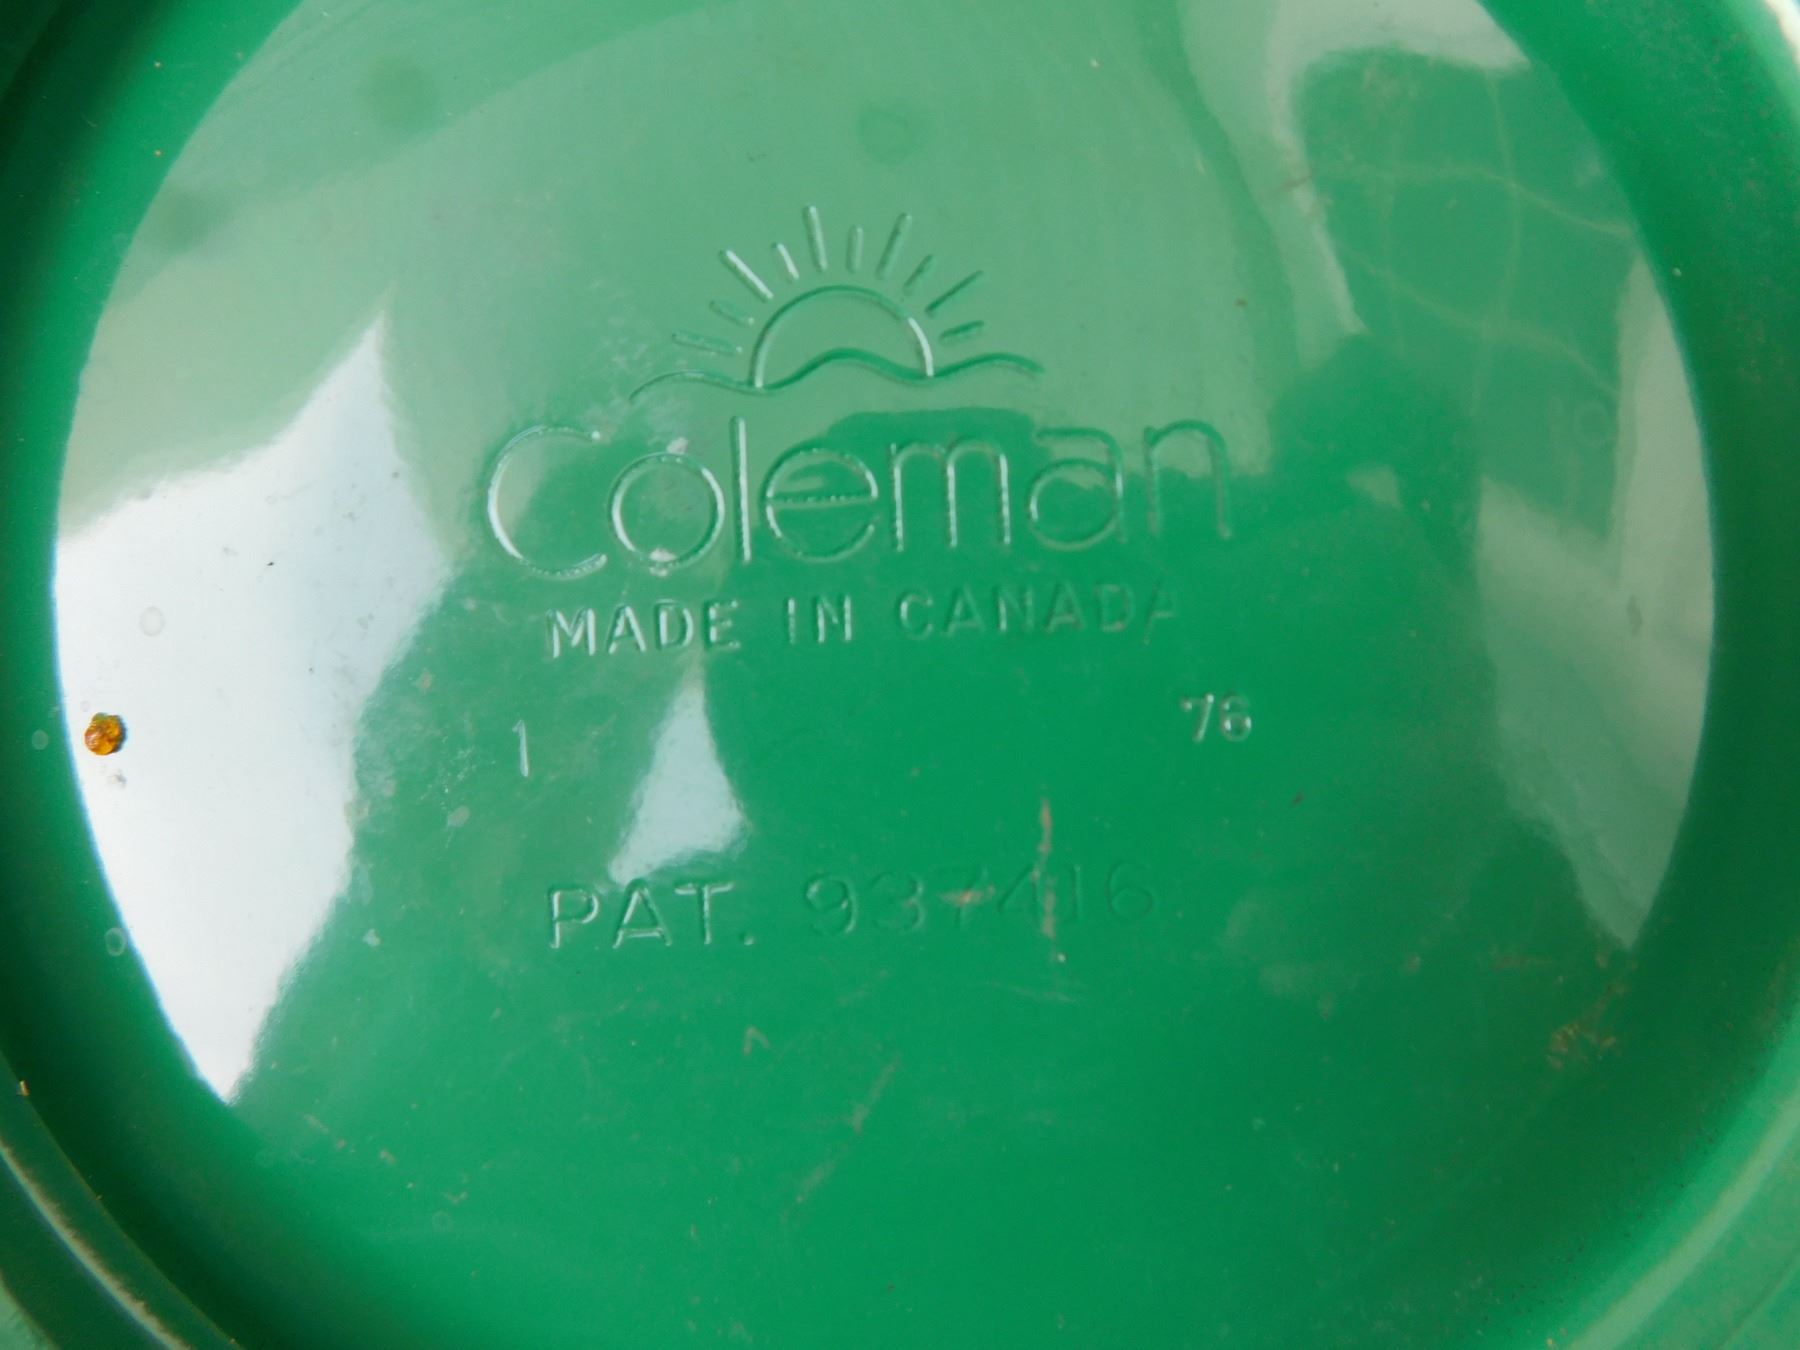 Coleman
MADE IN CANADA
1 76
PAT. 937416